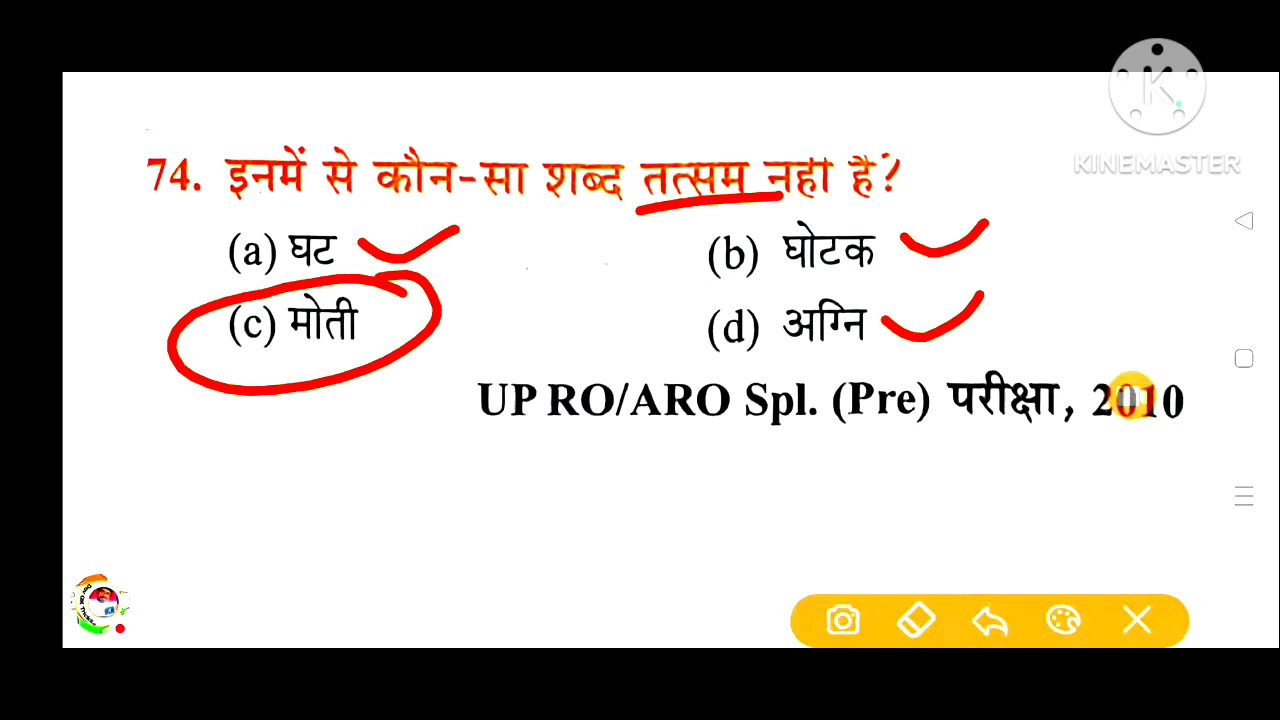 KINEMASTER
74. इनमें से कौन-सा शब्द तत्सम नहीं है?
(a) घट (b) घोटक
(c) मोती (d) अग्नि
UP RO/ARO Spl. (Pre) परीक्षा, 2010